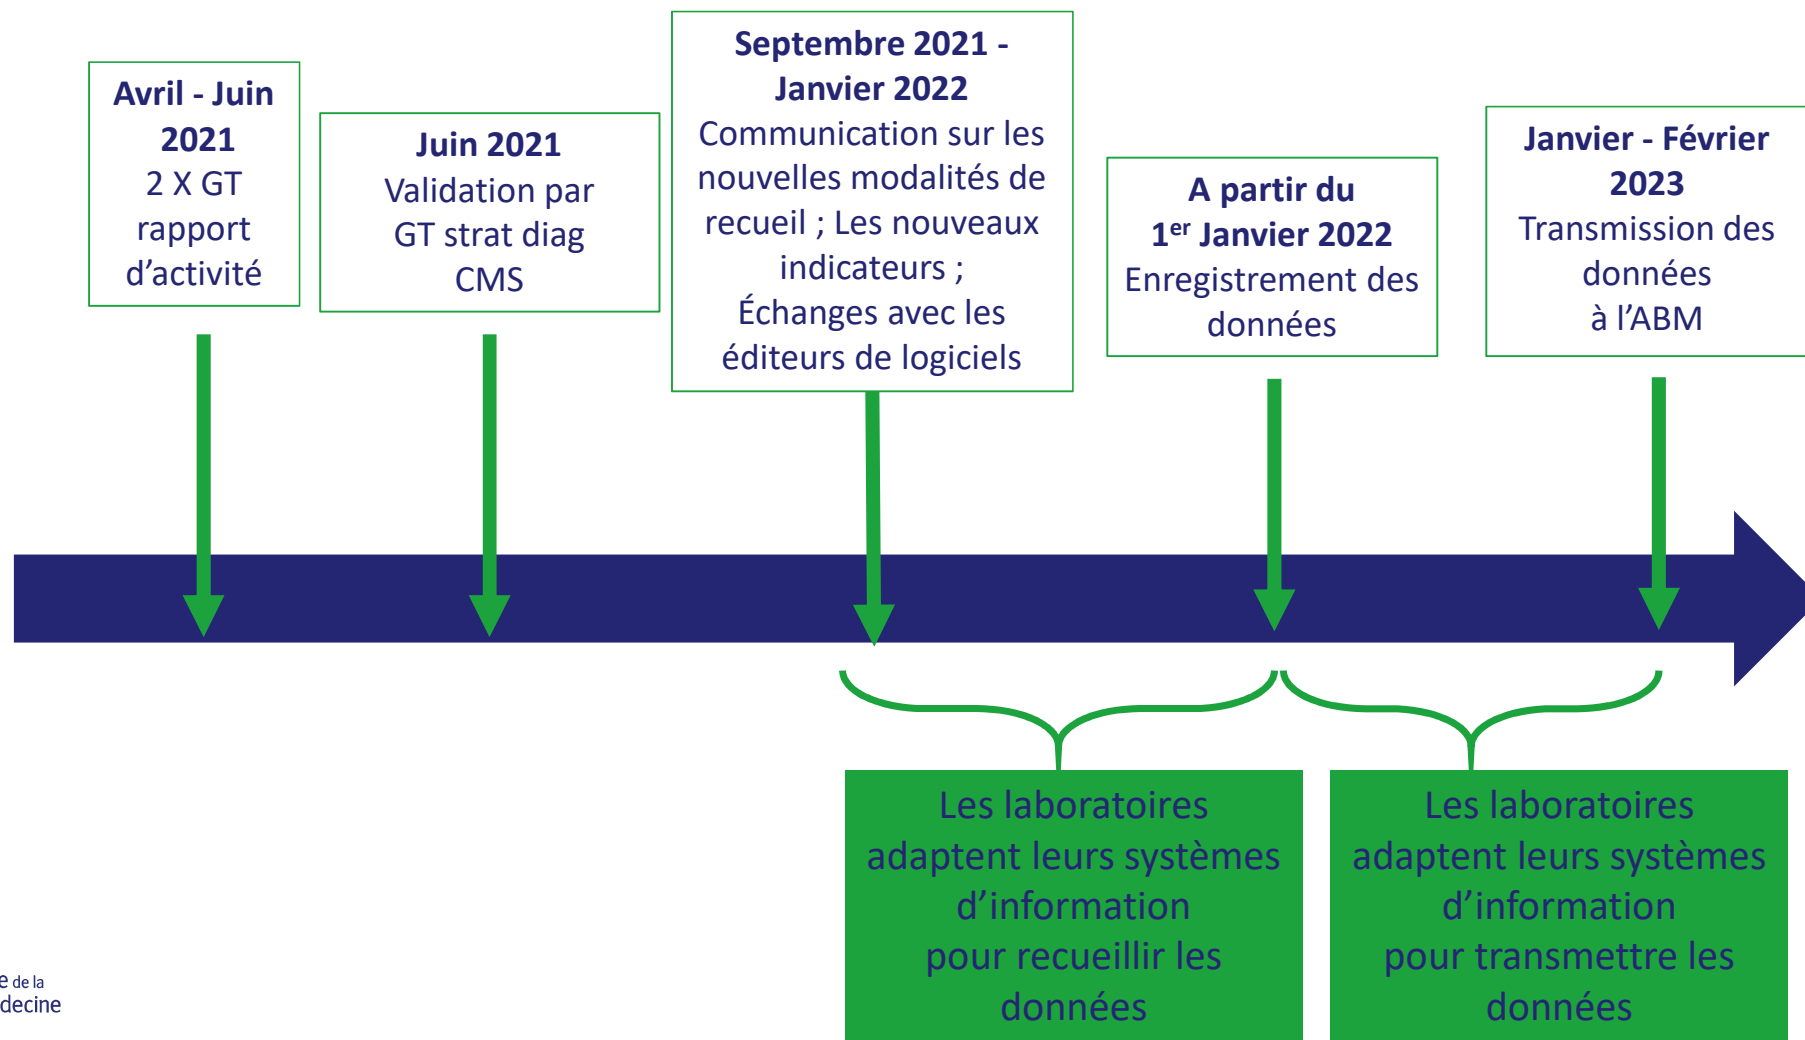 Avril - Juin
2021
2 X GT
rapport
d’activité
Juin 2021
Validation par
GT strat diag
CMS
Septembre 2021 -
Janvier 2022
Communication sur les
nouvelles modalités de
recueil ; Les nouveaux
indicateurs ;
Échanges avec les
éditeurs de logiciels
A partir du
1er Janvier 2022
Enregistrement des
données
Janvier - Février
2023
Transmission des
données
à l’ABM
Les laboratoires
adaptent leurs systèmes
d’information
pour recueillir les
données
Les laboratoires
adaptent leurs systèmes
d’information
pour transmettre les
données
e de la
decine